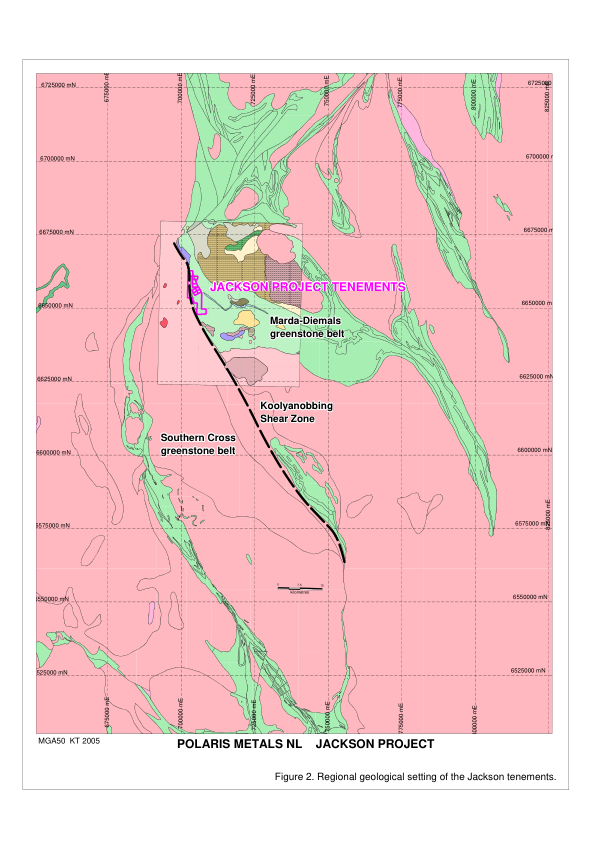 6725000 mN
675000 mE
700000 mE
725000 mE
750000 mE
775000 mE
800000 mE
825000 mE
6725000
6700000 mN
6700000 m
6675000 mN
6675000 mN
JACKSON PROJECT TENEMENTS
6650000 mN
6650000 m
Marda-Diemals
greenstone belt
6625000 mN
6625000 mN
Koolyanobbing
Shear Zone
Southern Cross
greenstone belt
6600000 mN
6600000 mN
825000 mE
6575000 mN
6575000 mN
kilometres
6550000 mN
6550000 mN
6525000 mN
6525000 mN
675000 mE
700000 mE
725000 mE
775000 mE
800000 mE
MGA50 KT 2005
POLARIS METALS NL JACKSON PROJECT
Figure 2. Regional geological setting of the Jackson tenements.